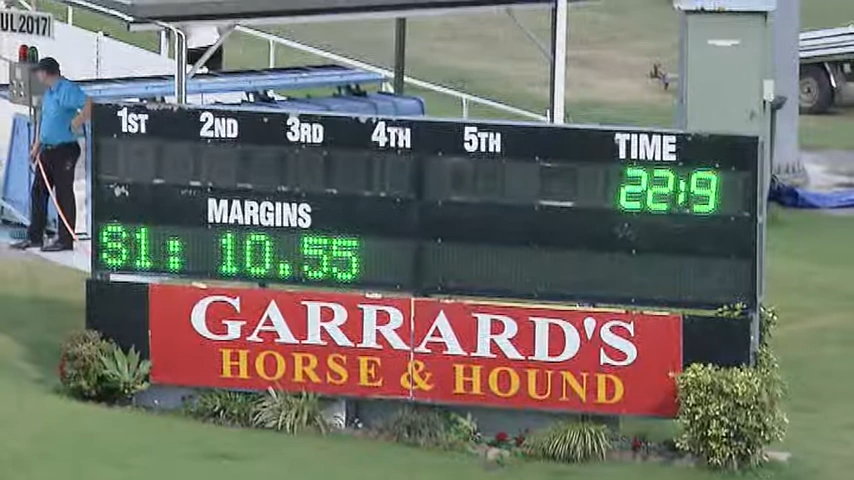 UL2017
1ST 2ND 3RD 4TH 5TH TIME
22:9
MARGINS
S1: 10.55
GARRARD'S
HORSE & HOUND